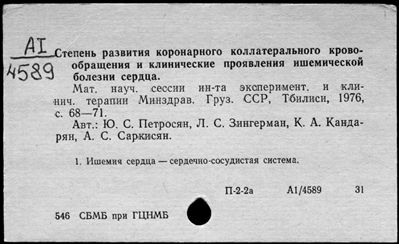 AI
4589
Степень развития коронарного коллатерального крово-
обращения и клинические проявления ишемической
болезни сердца.
Мат. науч. сессии ин-та эксперимент. и кли-
нич. терапии Минздрав. Груз. ССР, Тбилиси, 1976,
с. 68—71.
Авт.: Ю. С. Петросян, Л. С. Зингерман, К. А. Канда-
рян, А. С. Саркисян.
1. Ишемия сердца — сердечно-сосудистая система.
П-2-2а А1/4589 31
546 СБМБ при ГЦНМБ